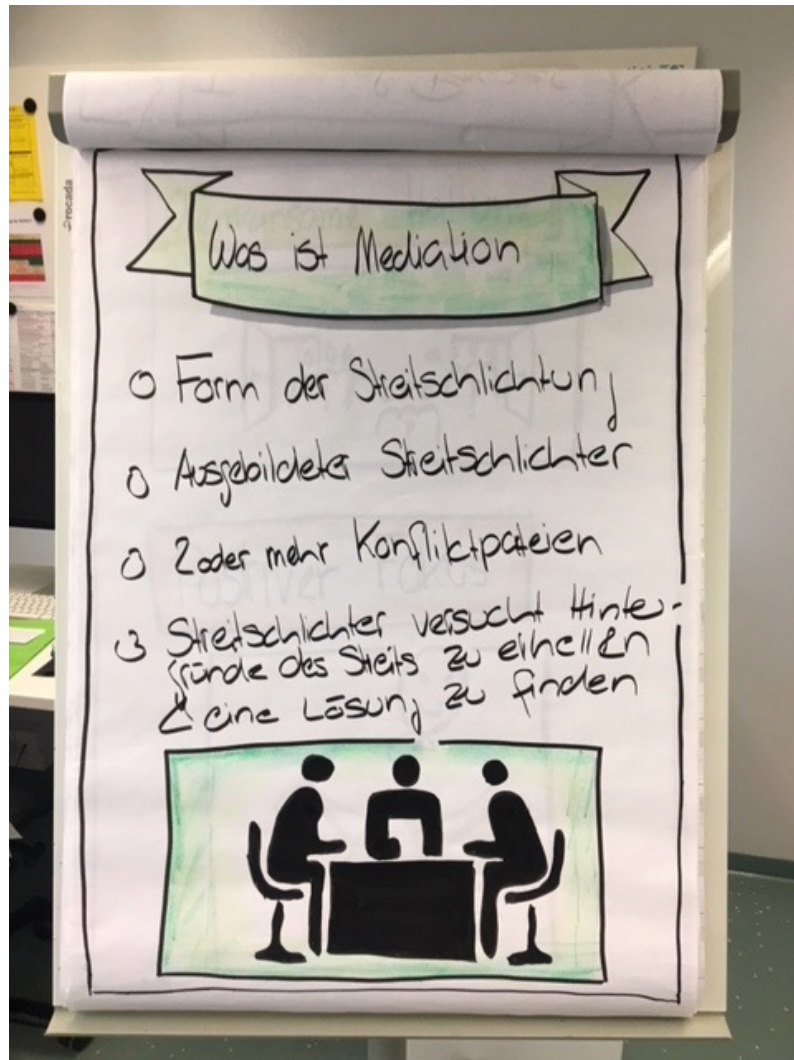 rocada
Was ist Mediation
Form der Streitschlichtung
Ausgebildeter Streitschlichter
2 oder mehr Konfliktpateien
Streitschlichter versucht Hinter-
gründe des Streits zu erhellen
& eine Lösung zu finden